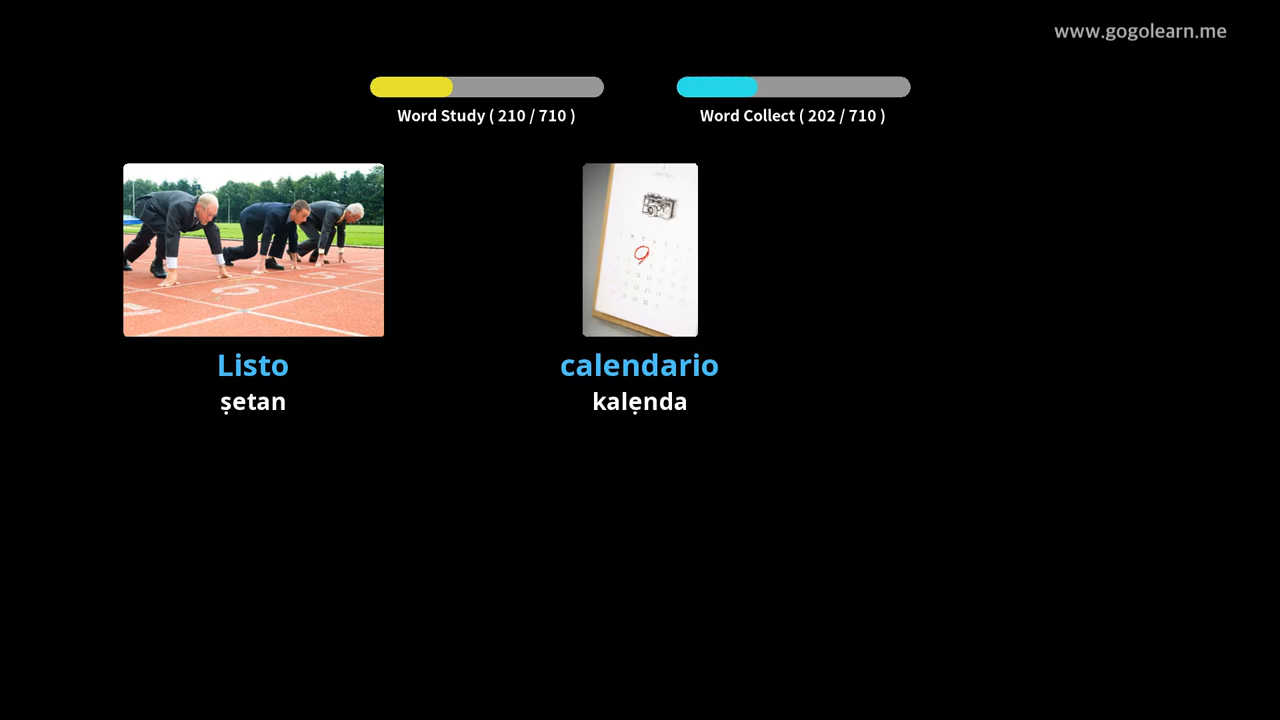 www.gogolearn.me
Word Study ( 210 / 710 )
Word Collect ( 202 / 710 )
Listo
calendario
ṣetan
kalẹnda